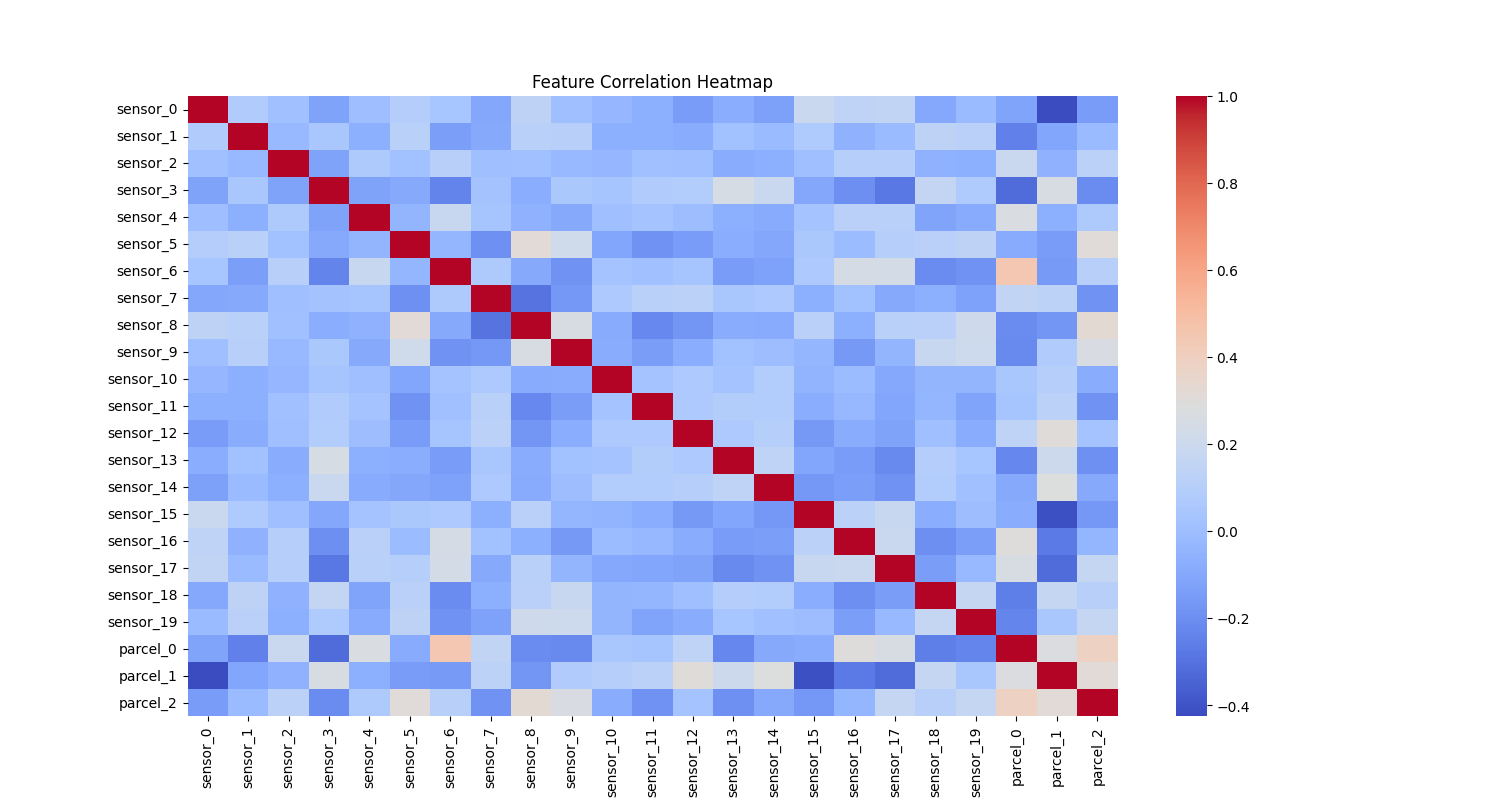 Feature Correlation Heatmap
sensor_0
sensor_1
sensor_2
sensor_3
sensor_4
sensor_5
sensor_6
sensor_7
sensor_8
sensor_9
sensor_10
sensor_11
sensor_12
sensor_13
sensor_14
sensor_15
sensor_16
sensor_17
sensor_18
sensor_19
parcel_0
parcel_1
parcel_2
sensor_0
sensor_1
sensor_2
sensor_3
sensor_4
sensor_5
sensor_6
sensor_7
sensor_8
sensor_9
sensor_10
sensor_11
sensor_12
sensor_13
sensor_14
sensor_15
sensor_16
sensor_17
sensor_18
sensor_19
parcel_0
parcel_1
parcel_2
1.0
0.8
0.6
0.4
0.2
0.0
−0.2
−0.4